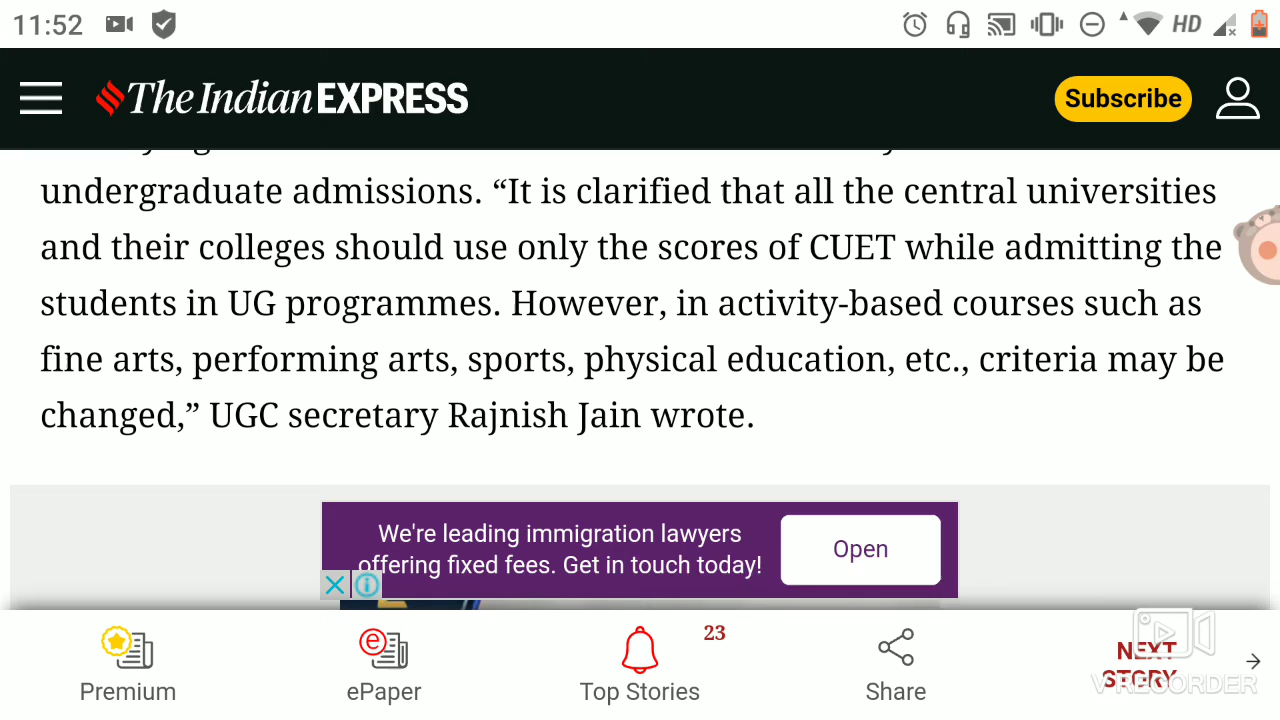 11:52
HD
The Indian EXPRESS
Subscribe
undergraduate admissions. “It is clarified that all the central universities
and their colleges should use only the scores of CUET while admitting the
students in UG programmes. However, in activity-based courses such as
fine arts, performing arts, sports, physical education, etc., criteria may be
changed,” UGC secretary Rajnish Jain wrote.
We're leading immigration lawyers
offering fixed fees. Get in touch today!
Open
23
Premium
ePaper
Top Stories
Share
NEXT
STORY
V RECORDER